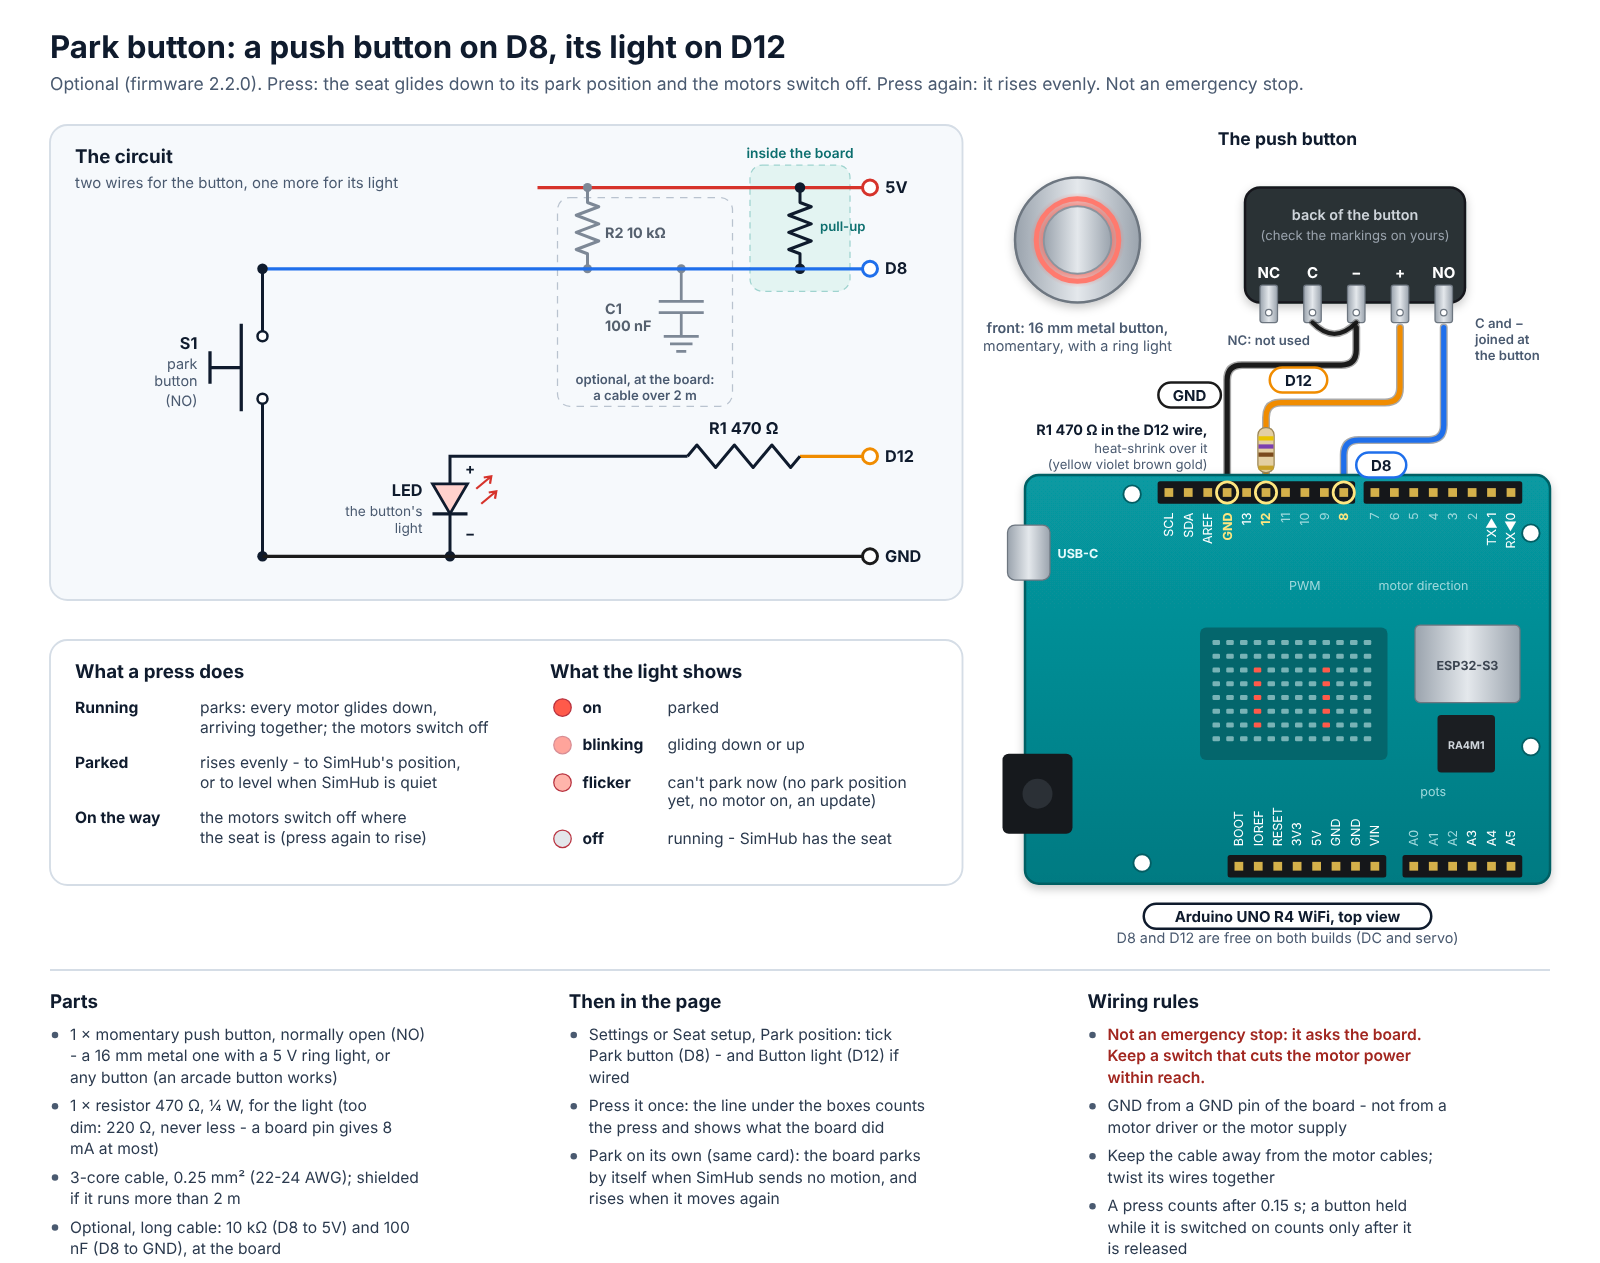 Park button: a push button on D8, its light on D12
Optional (firmware 2.2.0). Press: the seat glides down to its park position and the motors switch off. Press again: it rises evenly. Not an emergency stop.
The circuit
two wires for the button, one more for its light
inside the board
5V
R2 10 kΩ
pull-up
D8
C1
100 nF
S1
park
button
(NO)
optional, at the board:
a cable over 2 m
R1 470 Ω
D12
+
LED
the button's
light
–
GND
The push button
back of the button
(check the markings on yours)
NC C – + NO
front: 16 mm metal button,
momentary, with a ring light
NC: not used
C and –
joined at
the button
D12
GND
R1 470 Ω in the D12 wire,
heat-shrink over it
(yellow violet brown gold)
D8
SCL SDA AREF GND 13 12 11 10 9 8 7 6 5 4 3 2 TX▶1 RX◀0
USB-C
PWM
motor direction
ESP32-S3
RA4M1
pots
BOOT IOREF RESET 3V3 5V GND GND VIN A0 A1 A2 A3 A4 A5
Arduino UNO R4 WiFi, top view
D8 and D12 are free on both builds (DC and servo)
What a press does
Running
parks: every motor glides down,
arriving together; the motors switch off
Parked
rises evenly - to SimHub's position,
or to level when SimHub is quiet
On the way
the motors switch off where
the seat is (press again to rise)
What the light shows
on parked
blinking gliding down or up
flicker can't park now (no park position
yet, no motor on, an update)
off running - SimHub has the seat
Parts
• 1 × momentary push button, normally open (NO)
- a 16 mm metal one with a 5 V ring light, or
any button (an arcade button works)
• 1 × resistor 470 Ω, ¼ W, for the light (too
dim: 220 Ω, never less - a board pin gives 8
mA at most)
• 3-core cable, 0.25 mm² (22-24 AWG); shielded
if it runs more than 2 m
• Optional, long cable: 10 kΩ (D8 to 5V) and 100
nF (D8 to GND), at the board
Then in the page
• Settings or Seat setup, Park position: tick
Park button (D8) - and Button light (D12) if
wired
• Press it once: the line under the boxes counts
the press and shows what the board did
• Park on its own (same card): the board parks
by itself when SimHub sends no motion, and
rises when it moves again
Wiring rules
• Not an emergency stop: it asks the board.
Keep a switch that cuts the motor power
within reach.
• GND from a GND pin of the board - not from a
motor driver or the motor supply
• Keep the cable away from the motor cables;
twist its wires together
• A press counts after 0.15 s; a button held
while it is switched on counts only after it
is released